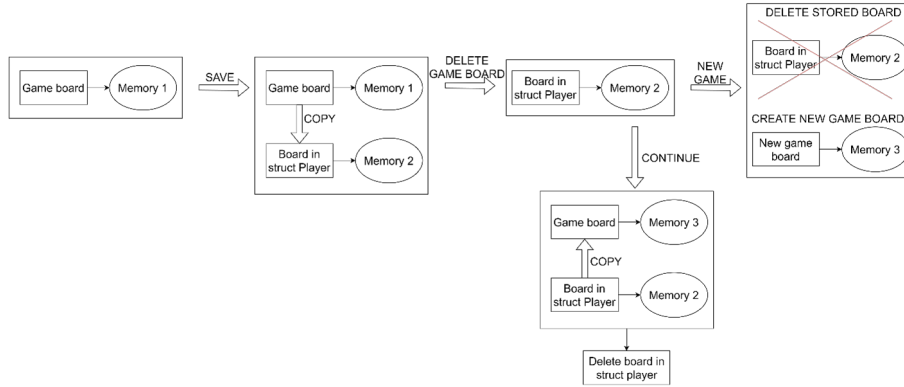 Game board
Memory 1
SAVE
Game board
Memory 1
COPY
Board in
struct Player
Memory 2
DELETE
GAME BOARD
Board in
struct Player
Memory 2
NEW
GAME
DELETE STORED BOARD
Board in
struct Player
Memory 2
CREATE NEW GAME BOARD
New game
board
Memory 3
CONTINUE
Game board
Memory 3
COPY
Board in
struct Player
Memory 2
Delete board in
struct player